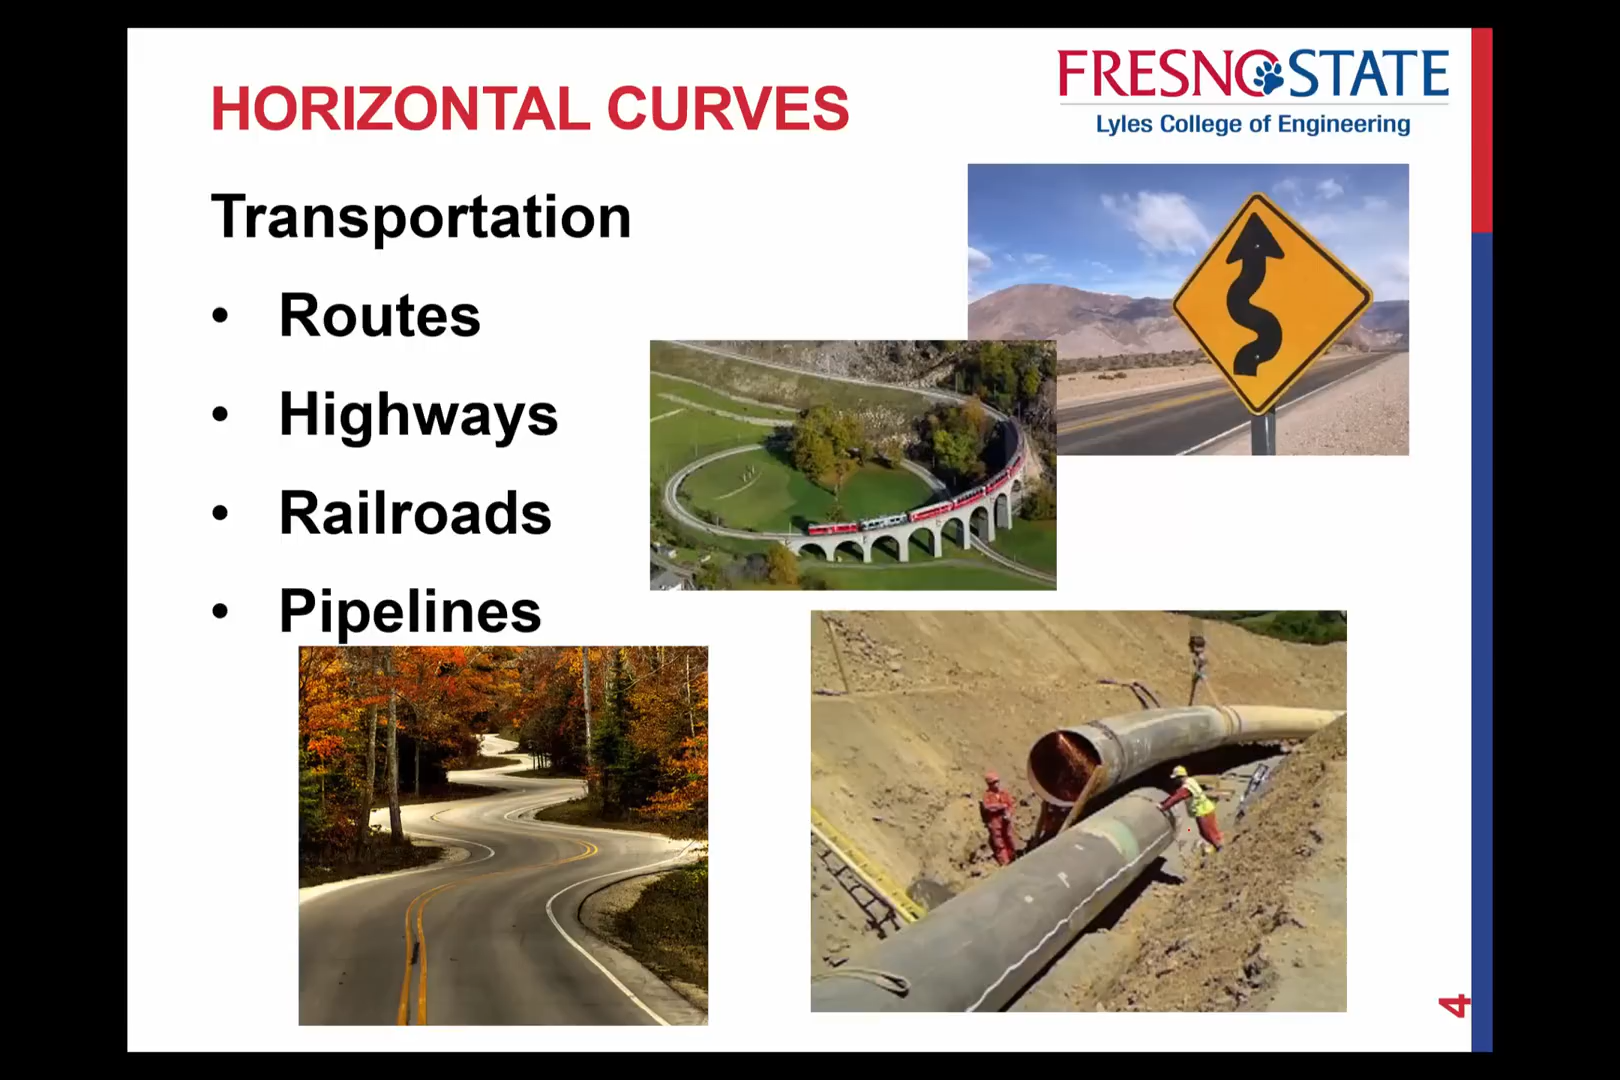 HORIZONTAL CURVES
FRESNO STATE
Lyles College of Engineering
Transportation
• Routes
• Highways
• Railroads
• Pipelines
4